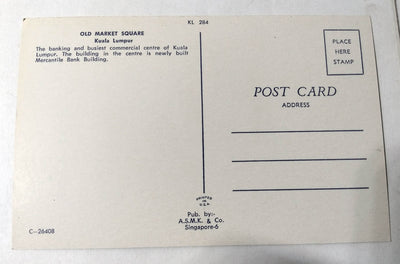 KL 284
OLD MARKET SQUARE
Kuala Lumpur
The banking and busiest commercial centre of Kuala
Lumpur. The building in the centre is newly built
Mercantile Bank Building.
PLACE
HERE
STAMP
POST CARD
ADDRESS
PRINTED
IN
U.S.A.
Pub. by:-
A.S.M.K. & Co.
Singapore-6
C-26408